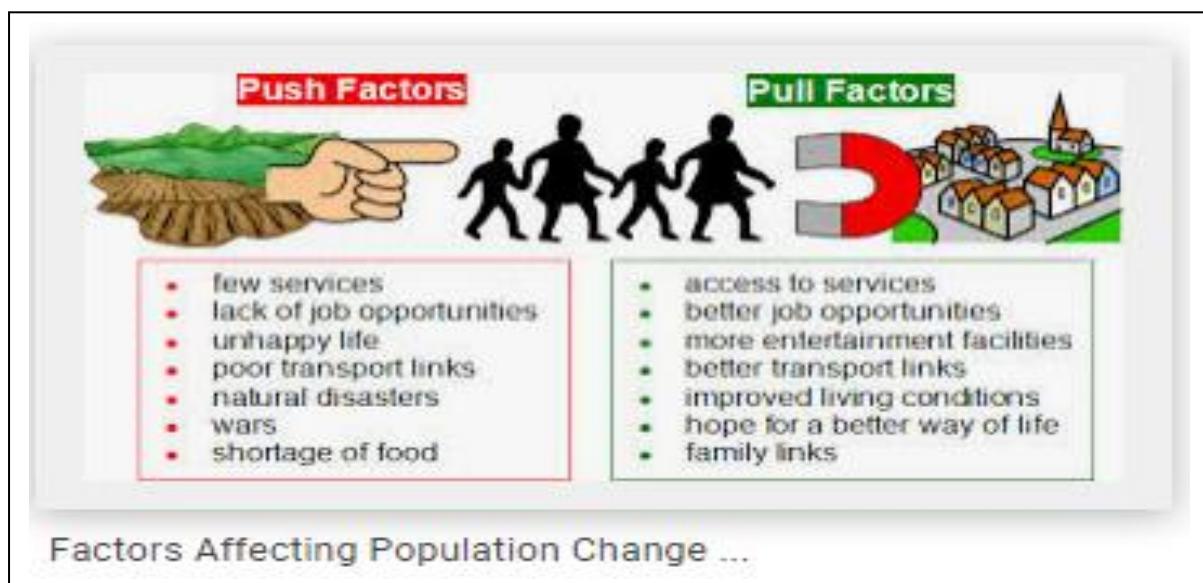 Push Factors
Pull Factors
• few services
• lack of job opportunities
• unhappy life
• poor transport links
• natural disasters
• wars
• shortage of food
• access to services
• better job opportunities
• more entertainment facilities
• better transport links
• improved living conditions
• hope for a better way of life
• family links
Factors Affecting Population Change ...